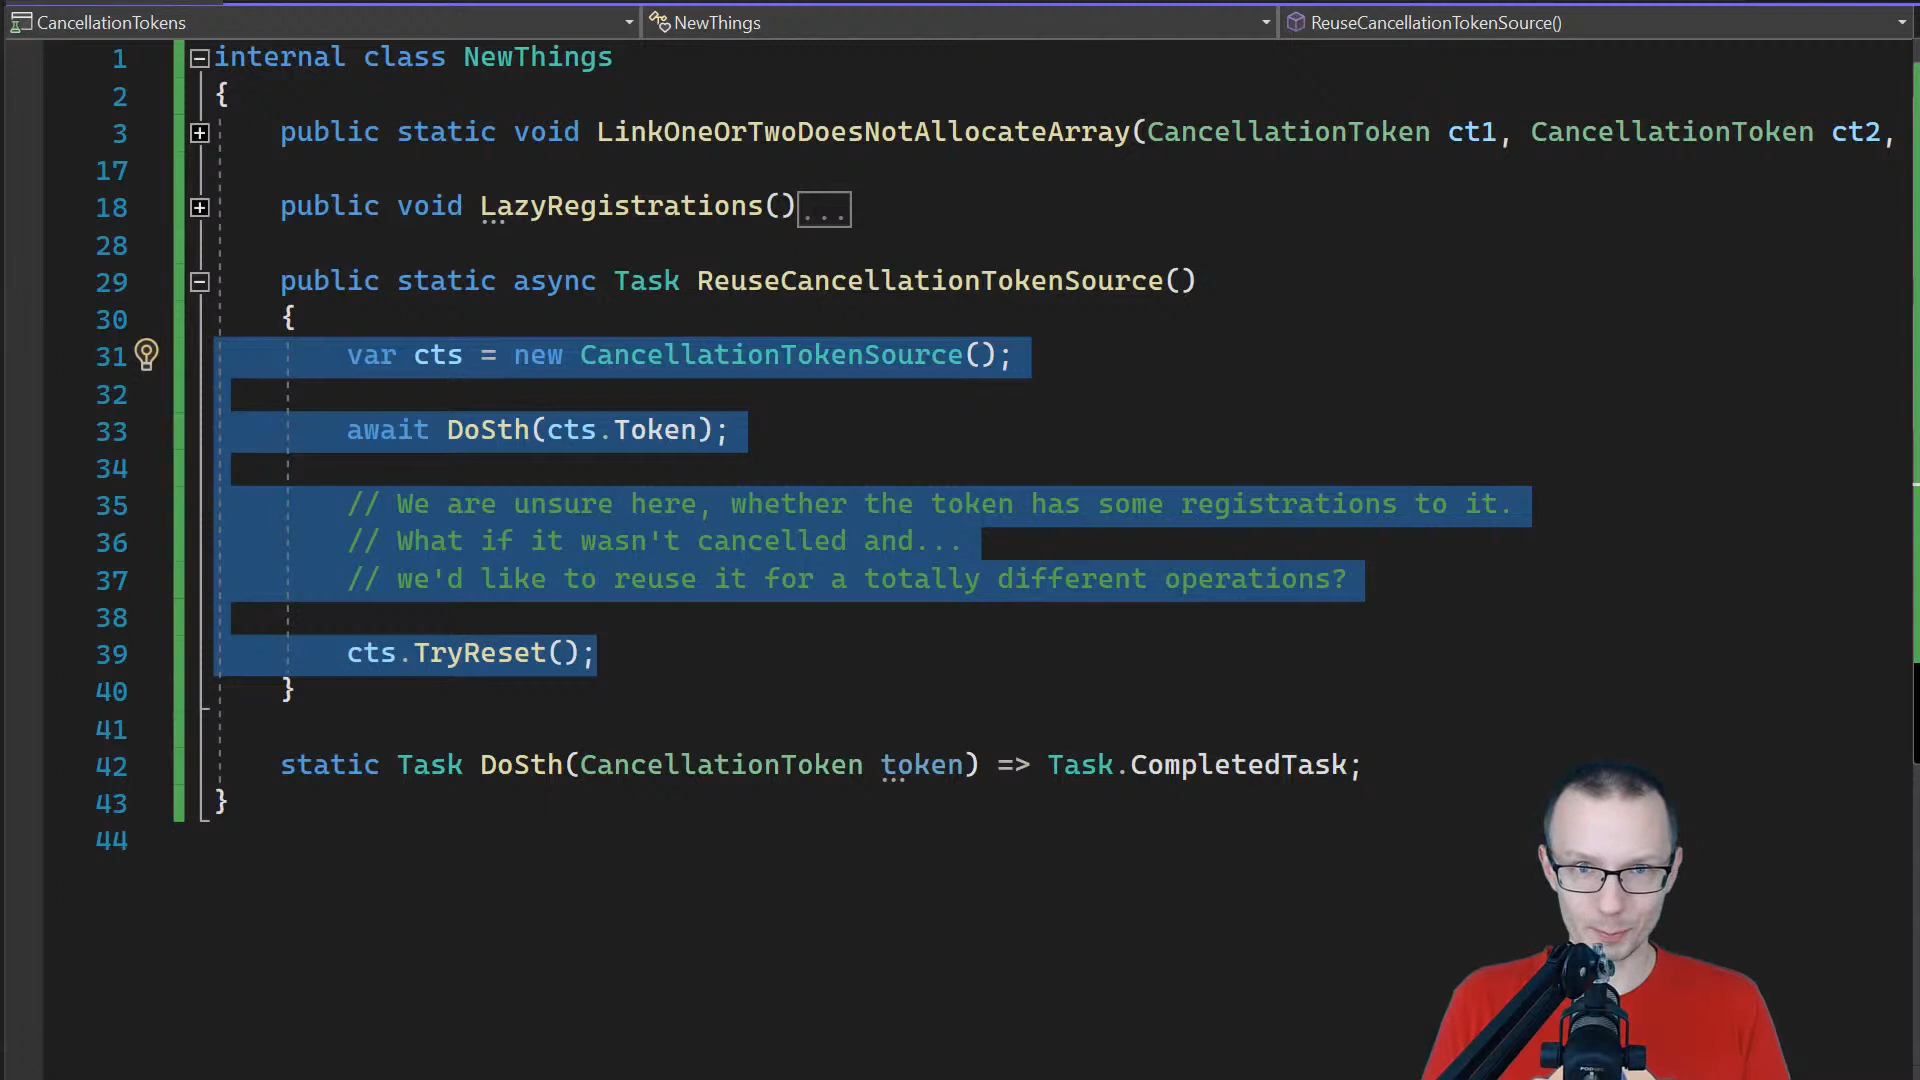 CancellationTokens NewThings ReuseCancellationTokenSource()
1 internal class NewThings
2 {
3 public static void LinkOneOrTwoDoesNotAllocateArray(CancellationToken ct1, CancellationToken ct2,
17
18 public void LazyRegistrations()...
28
29 public static async Task ReuseCancellationTokenSource()
30 {
31 var cts = new CancellationTokenSource();
32
33 await DoSth(cts.Token);
34
35 // We are unsure here, whether the token has some registrations to it.
36 // What if it wasn't cancelled and...
37 // we'd like to reuse it for a totally different operations?
38
39 cts.TryReset();
40 }
41
42 static Task DoSth(CancellationToken token) => Task.CompletedTask;
43 }
44